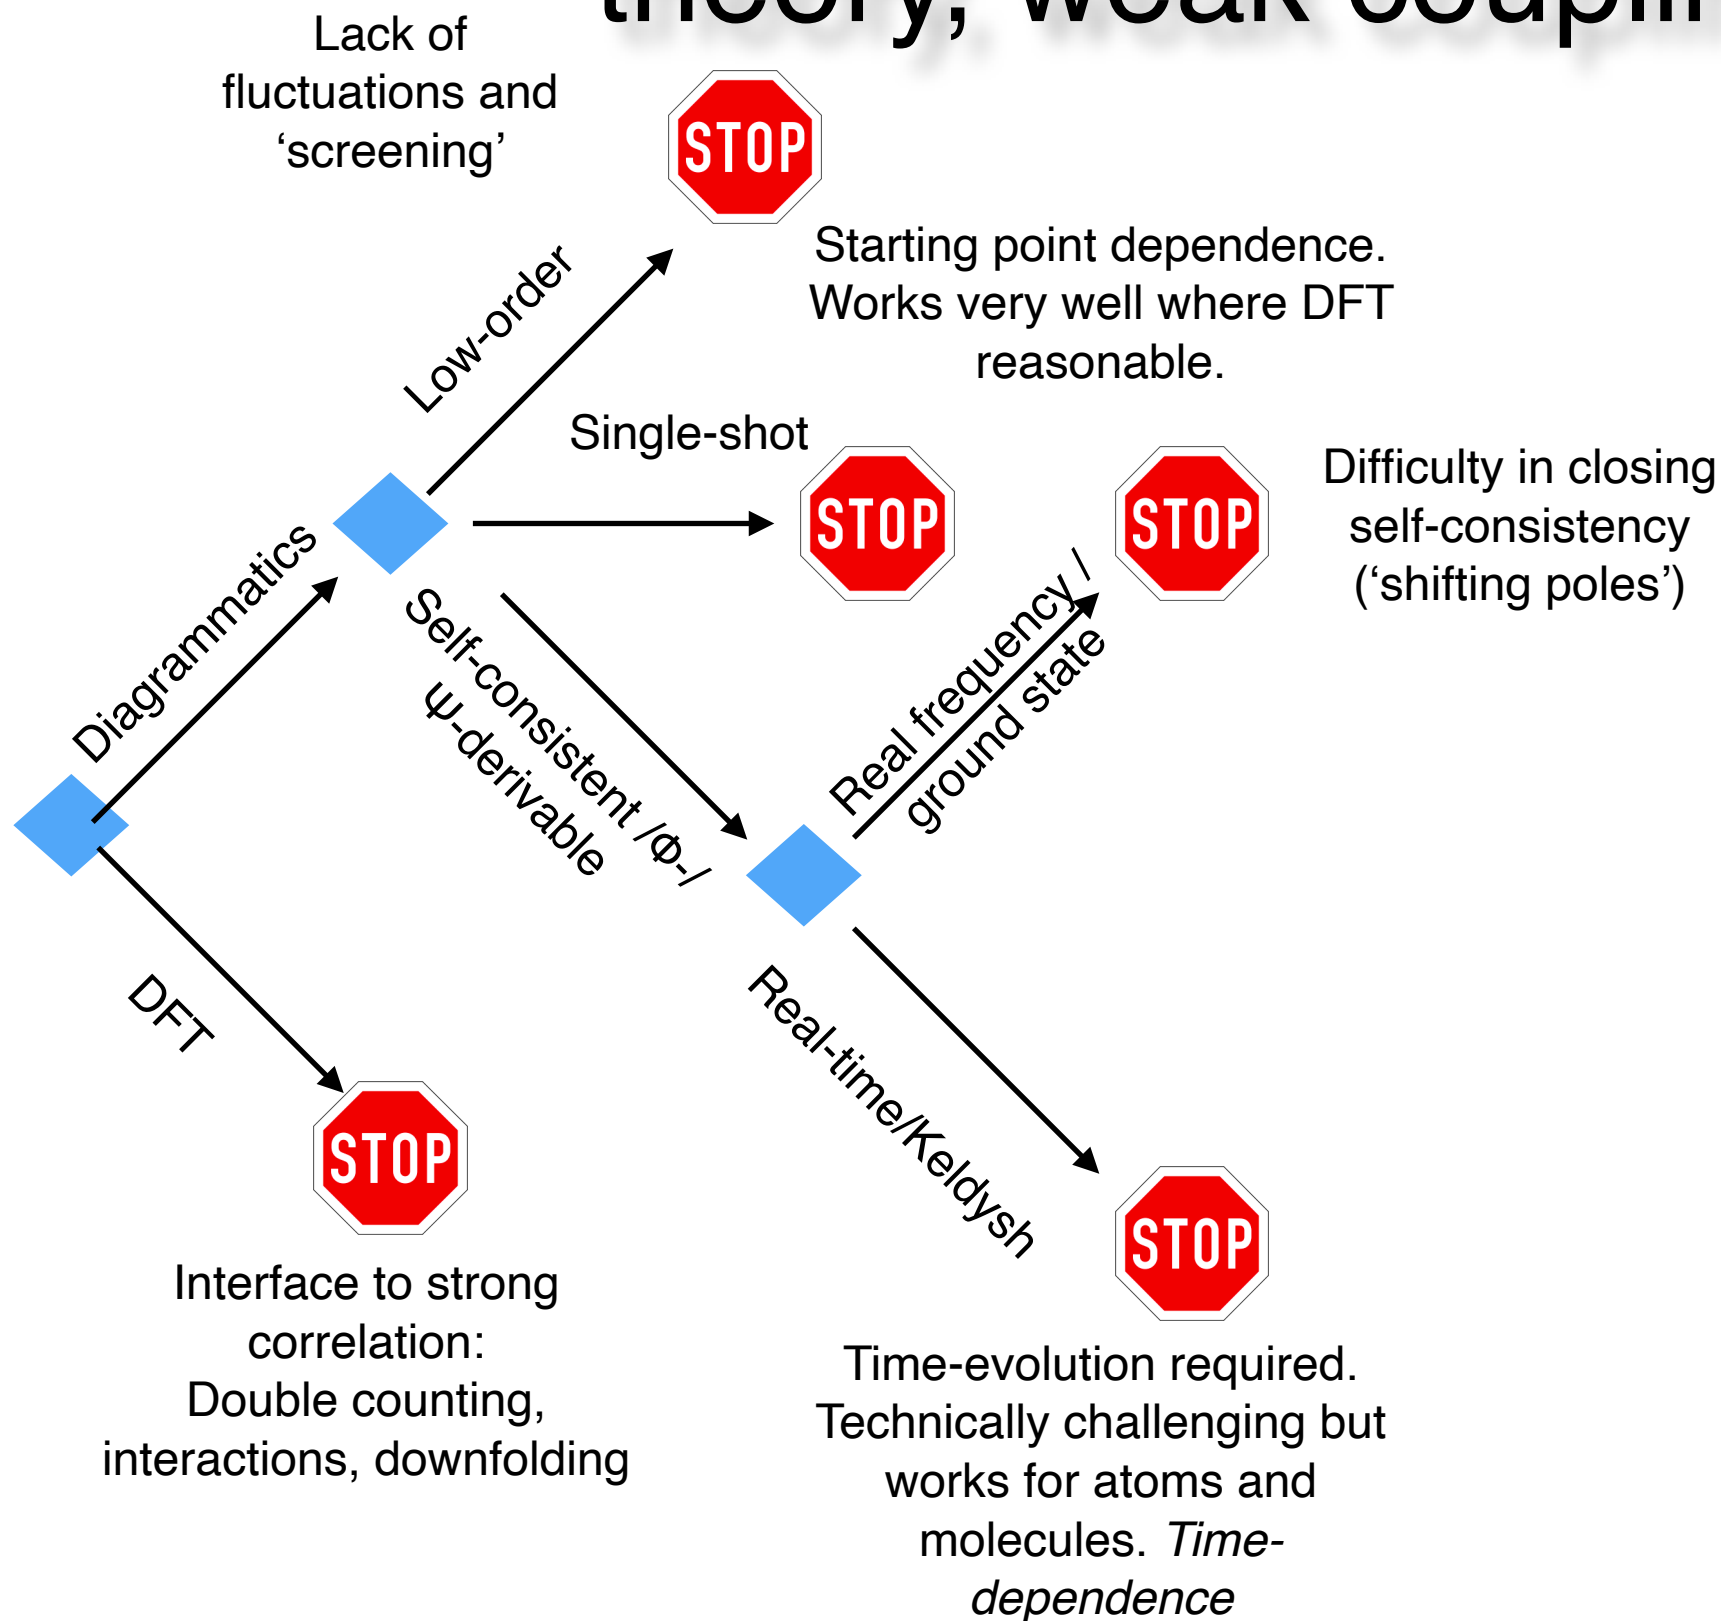 theory, weak
Lack of
fluctuations and
‘screening’
STOP
Low-order
Starting point dependence.
Works very well where DFT
reasonable.
Single-shot
STOP
STOP
Difficulty in closing
self-consistency
(‘shifting poles’)
Diagrammatics
Self-consistent /Φ-/
Ψ-derivable
Real frequency /
ground state
DFT
STOP
Interface to strong
correlation:
Double counting,
interactions, downfolding
Real-time/Keldysh
STOP
Time-evolution required.
Technically challenging but
works for atoms and
molecules. Time-
dependence